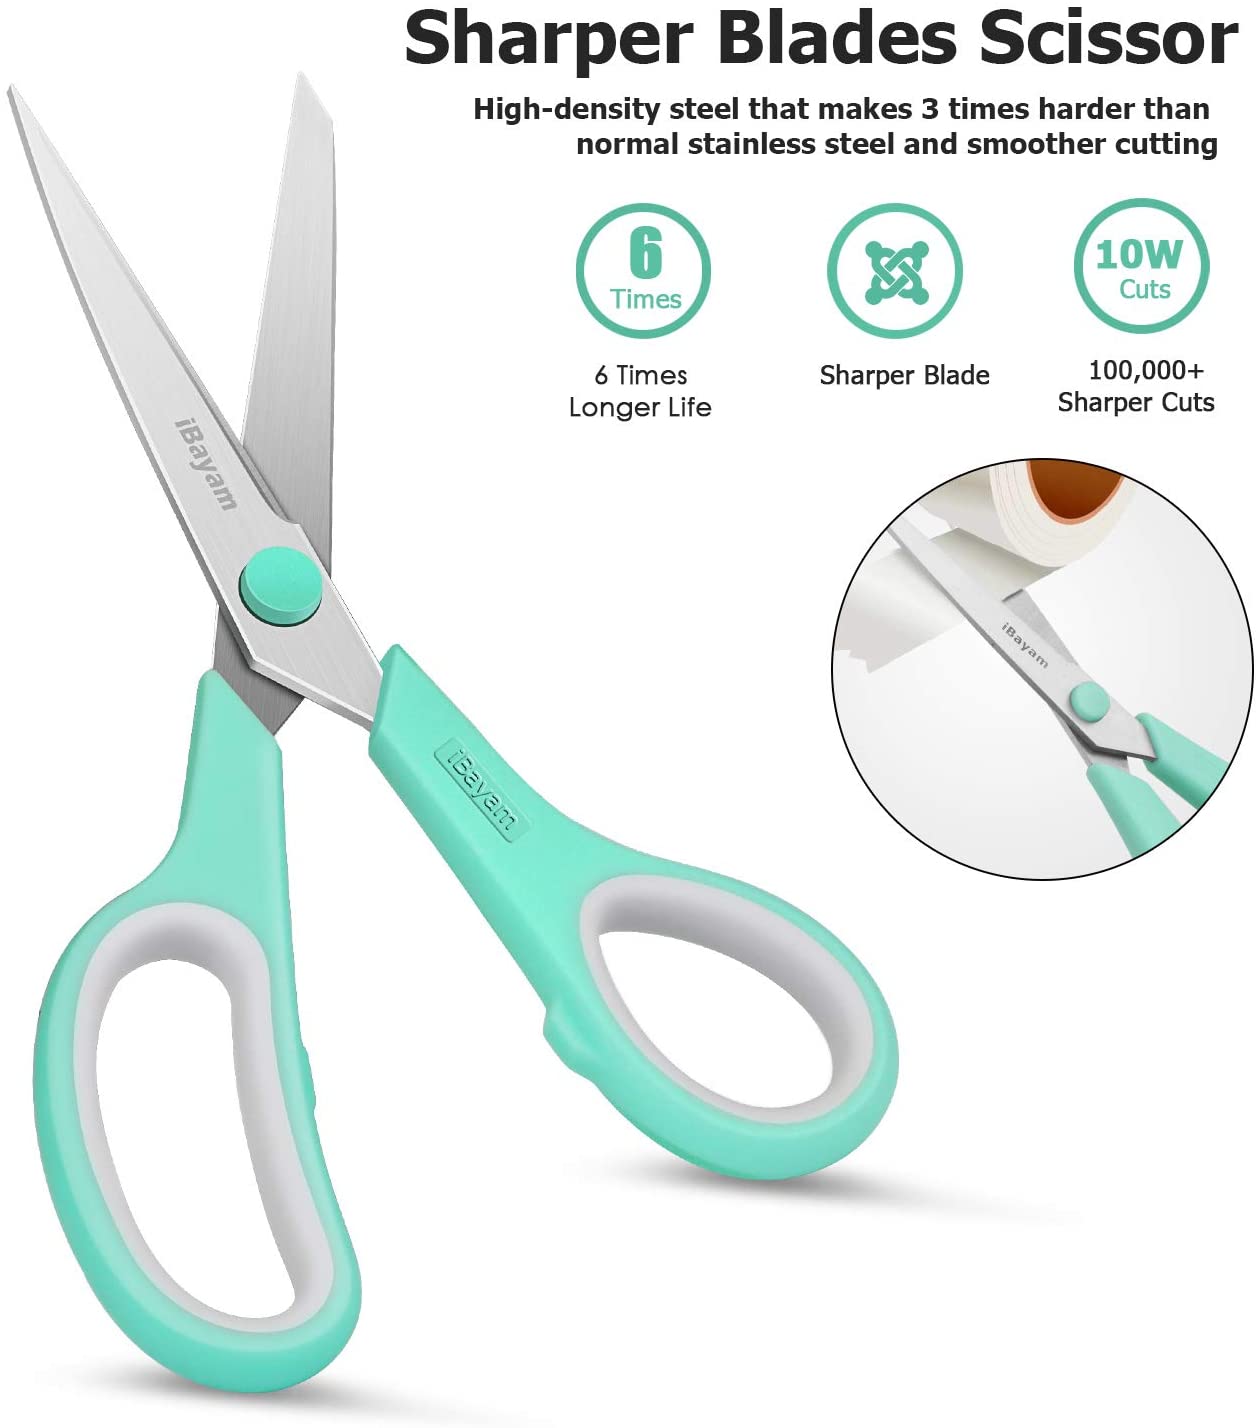 Sharper Blades Scissor
High-density steel that makes 3 times harder than
normal stainless steel and smoother cutting
6
Times
10W
Cuts
6 Times
Longer Life
Sharper Blade
100,000+
Sharper Cuts
iBayam
iBayam
iBayam